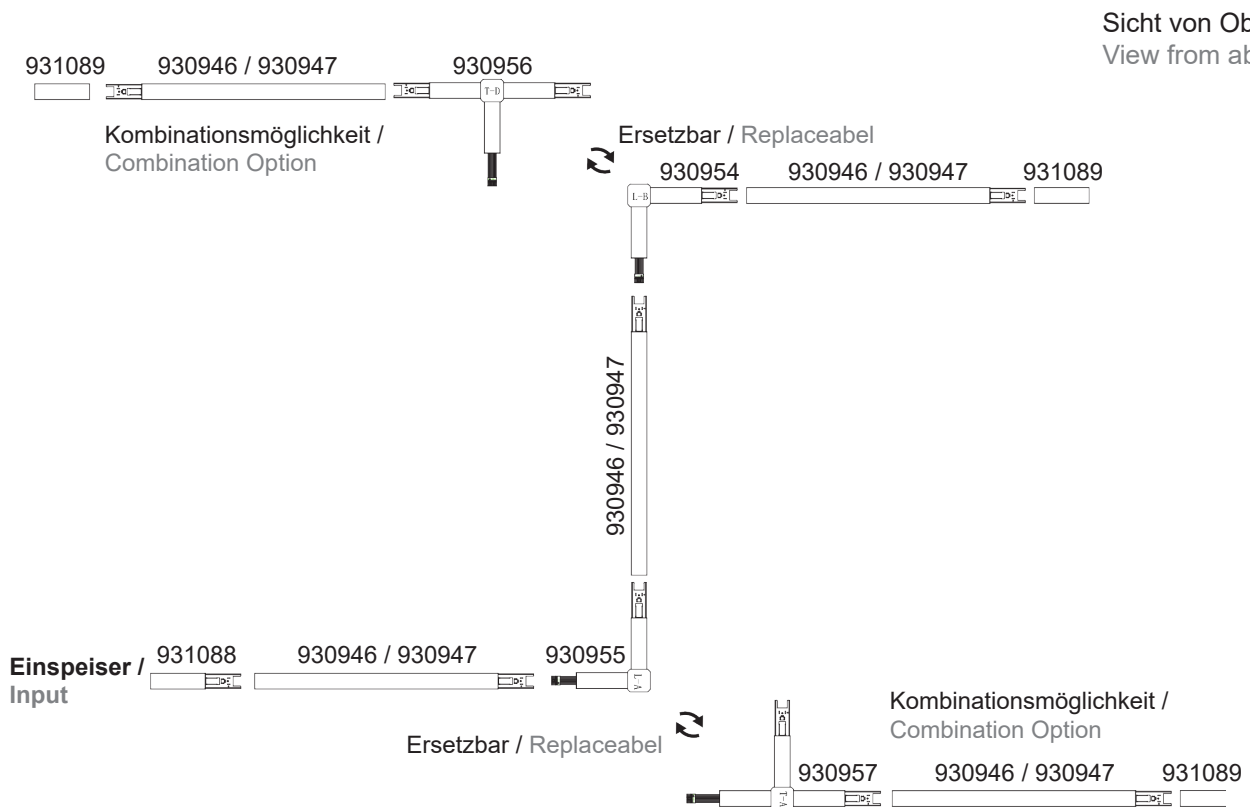 Sicht von Ob
View from ab
931089
930946 / 930947
930956
T-D
Kombinationsmöglichkeit /
Combination Option
Ersetzbar / Replaceabel
930954
930946 / 930947
931089
L-B
930946 / 930947
Einspeiser /
Input
931088
930946 / 930947
930955
L-A
Ersetzbar / Replaceabel
Kombinationsmöglichkeit /
Combination Option
930957
930946 / 930947
931089
T-A